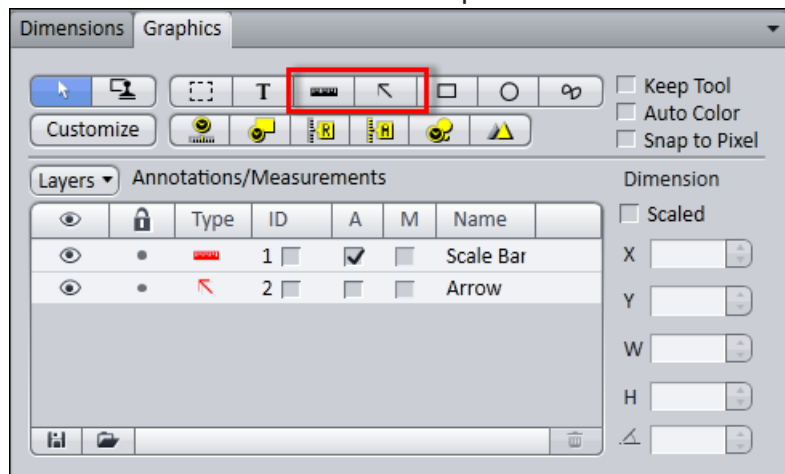 Dimensions Graphics
T
Keep Tool
Auto Color
Customize R M
Snap to Pixel
Layers Annotations/Measurements Dimension
Type ID A M Name Scaled
1 Scale Bar X
2 Arrow
Y
W
H